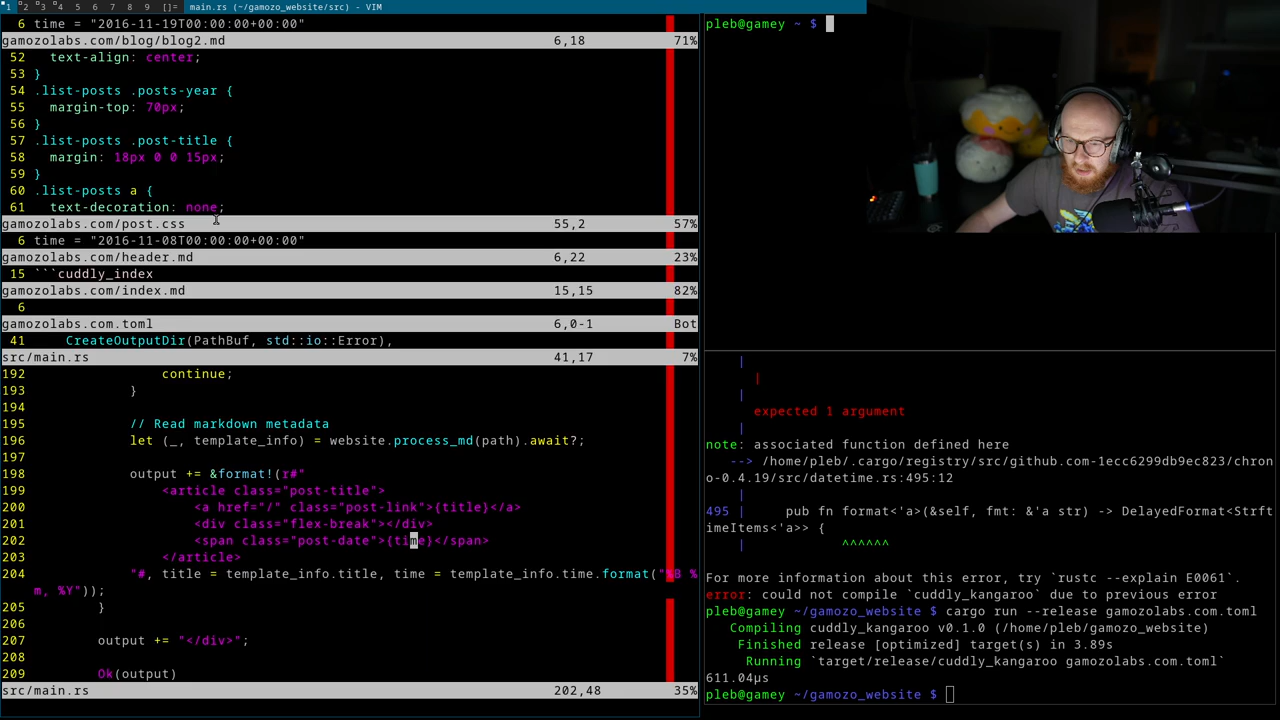 1 2 3 4 5 6 7 8 9 []= main.rs (~/gamozo_website/src) - VIM
6 time = "2016-11-19T00:00:00+00:00"
gamozolabs.com/blog/blog2.md 6,18 71%
52 text-align: center;
53 }
54 .list-posts .posts-year {
55 margin-top: 70px;
56 }
57 .list-posts .post-title {
58 margin: 18px 0 0 15px;
59 }
60 .list-posts a {
61 text-decoration: none;
gamozolabs.com/post.css 55,2 57%
6 time = "2016-11-08T00:00:00+00:00"
gamozolabs.com/header.md 6,22 23%
15 ```cuddly_index
gamozolabs.com/index.md 15,15 82%
6
gamozolabs.com.toml 6,0-1 Bot
41 CreateOutputDir(PathBuf, std::io::Error),
src/main.rs 41,17 7%
192 continue;
193 }
194
195 // Read markdown metadata
196 let (_, template_info) = website.process_md(path).await?;
197
198 output += &format!(r#"
199 <article class="post-title">
200 <a href="/" class="post-link">{title}</a>
201 <div class="flex-break"></div>
202 <span class="post-date">{time}</span>
203 </article>
204 "#, title = template_info.title, time = template_info.time.format("%B %
m, %Y"));
205 }
206
207 output += "</div>";
208
209 Ok(output)
src/main.rs 202,48 35%
pleb@gamey ~ $
|
|
|
expected 1 argument
|
note: associated function defined here
--> /home/pleb/.cargo/registry/src/github.com-1ecc6299db9ec823/chron
o-0.4.19/src/datetime.rs:495:12
|
495 | pub fn format<'a>(&self, fmt: &'a str) -> DelayedFormat<Strft
imeItems<'a>> {
| ^^^^^^
For more information about this error, try `rustc --explain E0061`.
error: could not compile `cuddly_kangaroo` due to previous error
pleb@gamey ~/gamozo_website $ cargo run --release gamozolabs.com.toml
Compiling cuddly_kangaroo v0.1.0 (/home/pleb/gamozo_website)
Finished release [optimized] target(s) in 3.89s
Running `target/release/cuddly_kangaroo gamozolabs.com.toml`
611.04µs
pleb@gamey ~/gamozo_website $